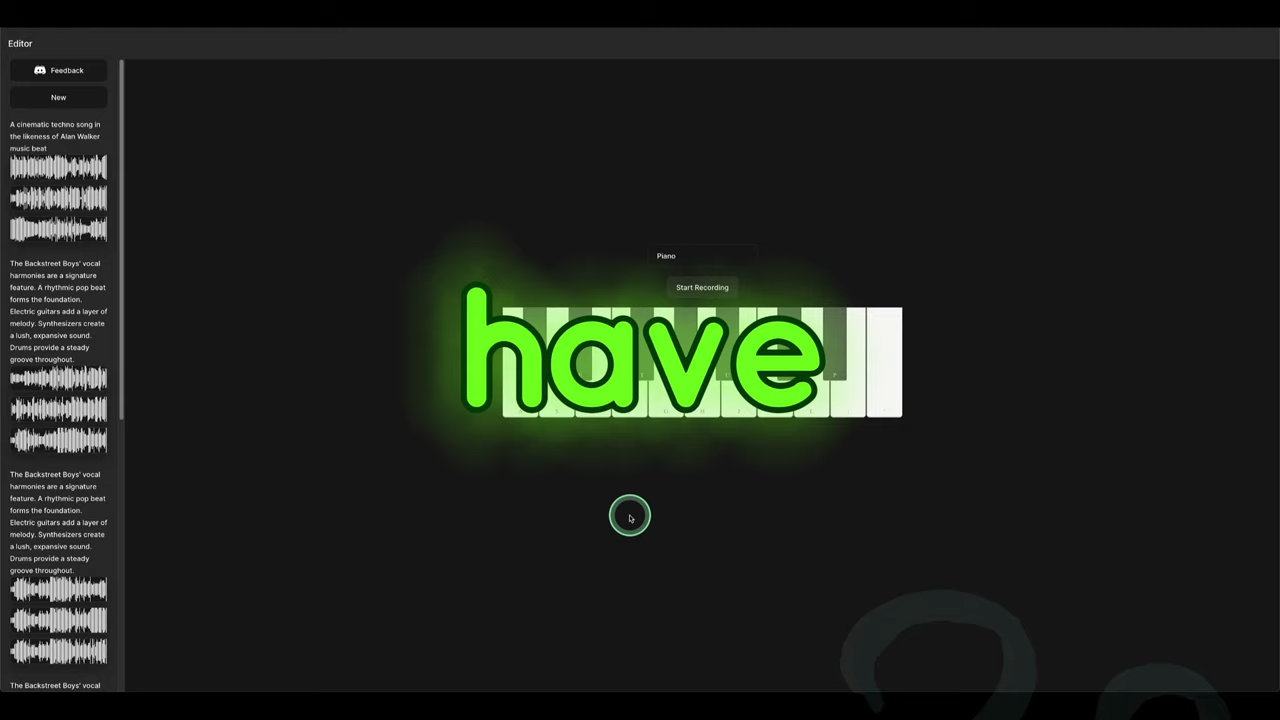 Editor
Feedback
New
A cinematic techno song in
the likeness of Alan Walker
music beat
The Backstreet Boys' vocal
harmonies are a signature
feature. A rhythmic pop beat
forms the foundation.
Electric guitars add a layer of
melody. Synthesizers create
a lush, expansive sound.
Drums provide a steady
groove throughout.
The Backstreet Boys' vocal
harmonies are a signature
feature. A rhythmic pop beat
forms the foundation.
Electric guitars add a layer of
melody. Synthesizers create
a lush, expansive sound.
Drums provide a steady
groove throughout.
The Backstreet Boys' vocal
Piano
Start Recording
have